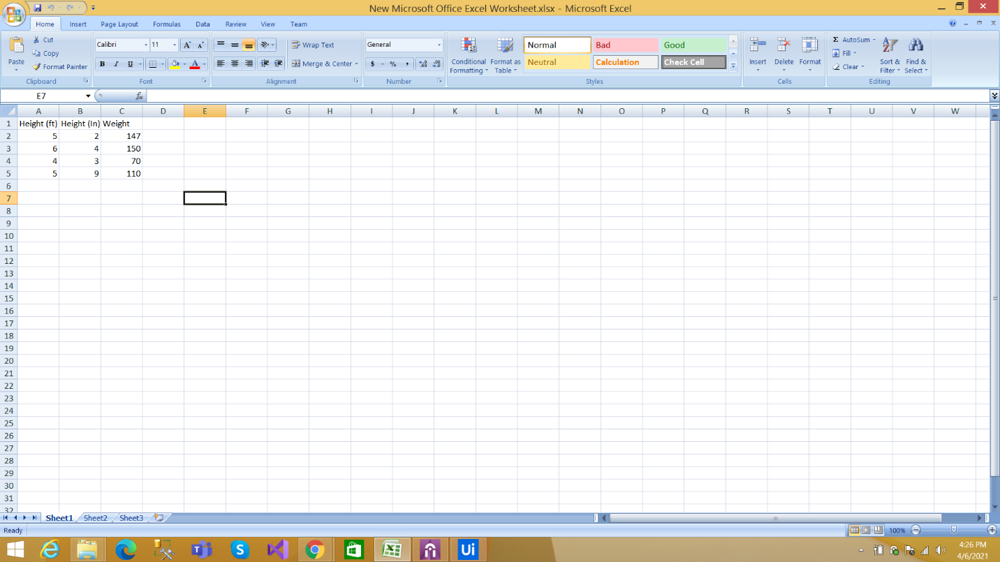 New Microsoft Office Excel Worksheet.xlsx - Microsoft Excel
Home Insert Page Layout Formulas Data Review View Team
Paste
Cut
Copy
Format Painter
Clipboard
Calibri 11 A A
B I U A
Font
Wrap Text
Merge & Center
Alignment
General
$ % ,
Number
Conditional Formatting
Format as Table
Normal Bad Good
Neutral Calculation Check Cell
Styles
Insert Delete Format
Cells
Σ AutoSum
Fill
Clear
Sort & Filter
Find & Select
Editing
E7 fx
A B C D E F G H I J K L M N O P Q R S T U V W
1 Height (ft) Height (In) Weight
2 5 2 147
3 6 4 150
4 4 3 70
5 5 9 110
6
7
8
9
10
11
12
13
14
15
16
17
18
19
20
21
22
23
24
25
26
27
28
29
30
31
32
Sheet1 Sheet2 Sheet3
Ready 100%
Ui
4:26 PM
4/6/2021